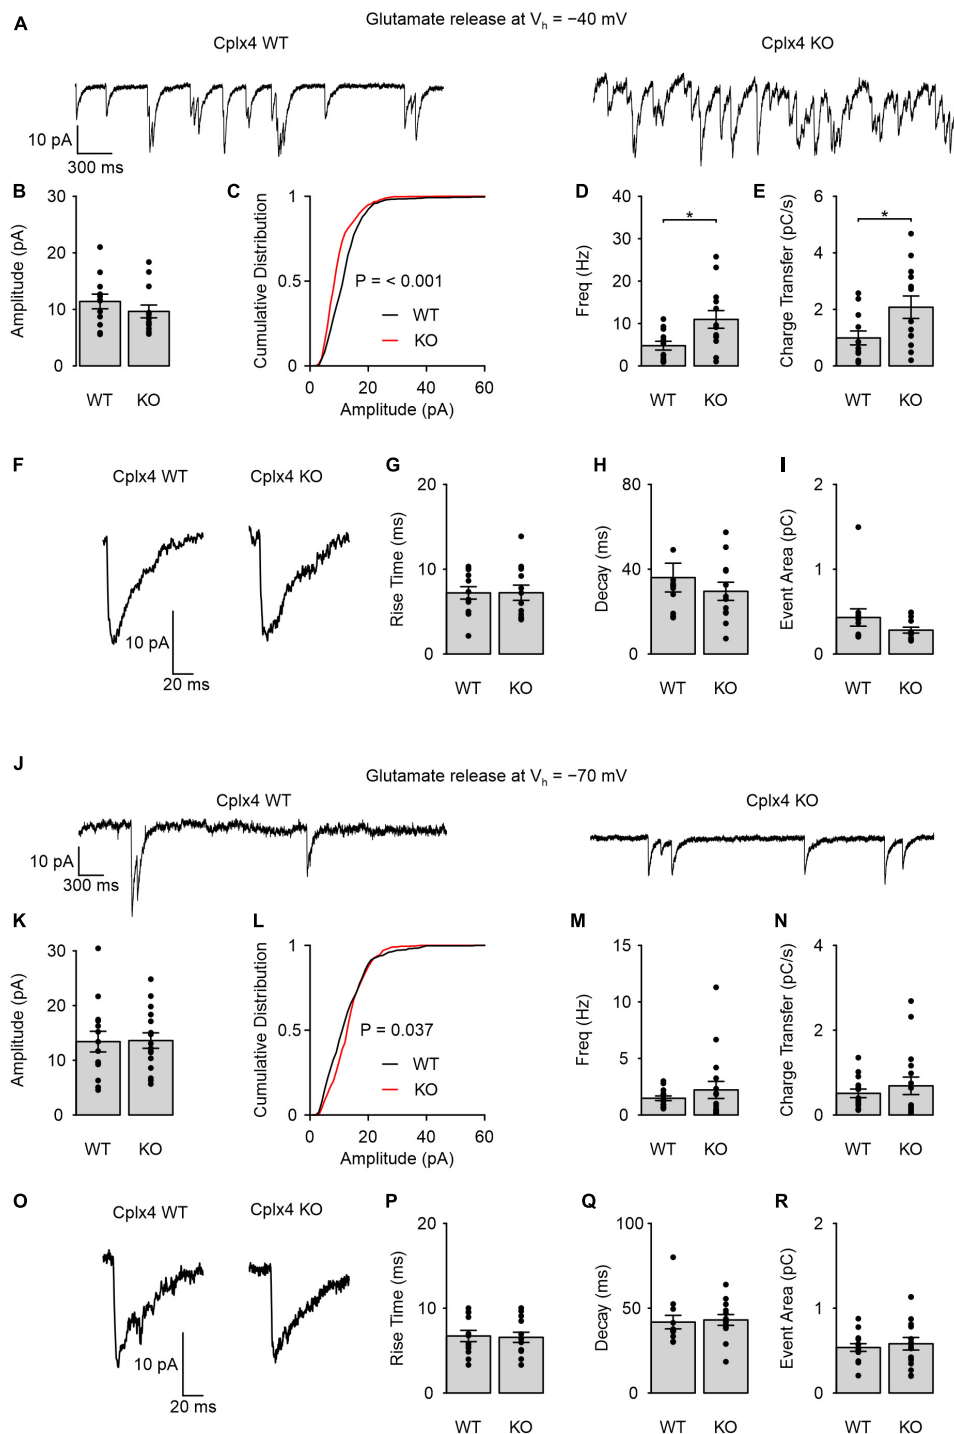 A
Glutamate release at Vh = −40 mV
Cplx4 WT
Cplx4 KO
10 pA
300 ms
B
Amplitude (pA)
30
20
10
0
WT KO
C
Cumulative Distribution
1
0.5
0
P = < 0.001
WT
KO
0 20 40 60
Amplitude (pA)
D
Freq (Hz)
40
30
20
10
0
*
WT KO
E
Charge Transfer (pC/s)
6
4
2
0
*
WT KO
F
Cplx4 WT
Cplx4 KO
10 pA
20 ms
G
Rise Time (ms)
20
10
0
WT KO
H
Decay (ms)
80
40
0
WT KO
I
Event Area (pC)
2
1
0
WT KO
J
Glutamate release at Vh = −70 mV
Cplx4 WT
Cplx4 KO
10 pA
300 ms
K
Amplitude (pA)
30
20
10
0
WT KO
L
Cumulative Distribution
1
0.5
0
P = 0.037
WT
KO
0 20 40 60
Amplitude (pA)
M
Freq (Hz)
15
10
5
0
WT KO
N
Charge Transfer (pC/s)
4
2
0
WT KO
O
Cplx4 WT
Cplx4 KO
10 pA
20 ms
P
Rise Time (ms)
20
10
0
WT KO
Q
Decay (ms)
100
50
0
WT KO
R
Event Area (pC)
2
1
0
WT KO